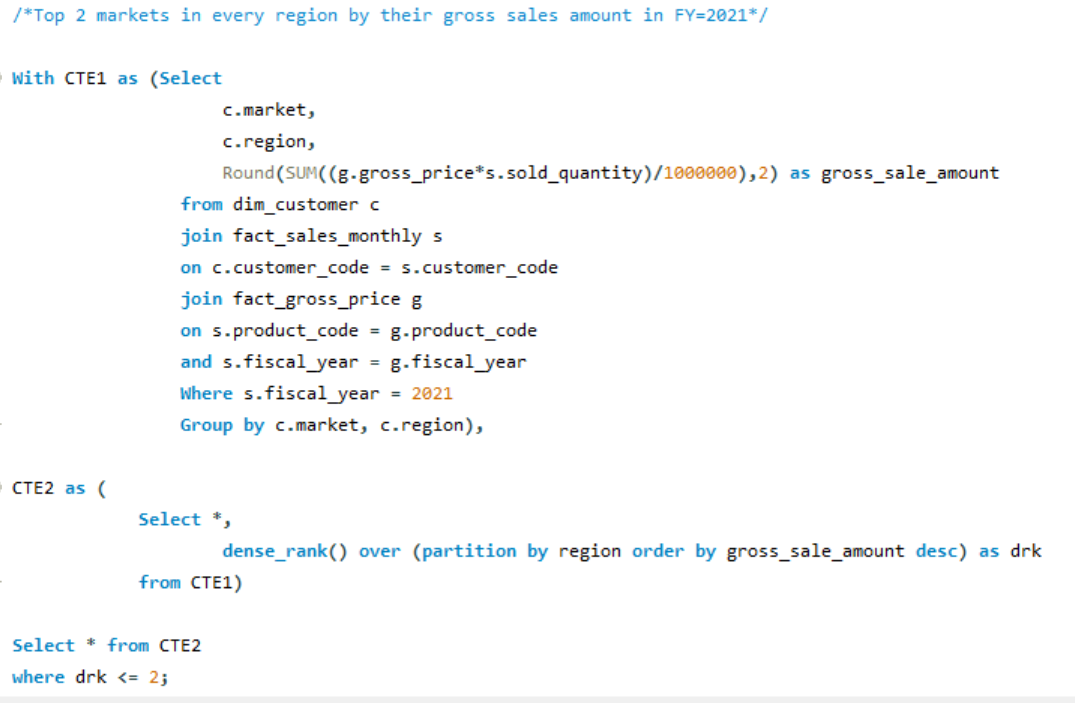 /*Top 2 markets in every region by their gross sales amount in FY=2021*/
With CTE1 as (Select
c.market,
c.region,
Round(SUM((g.gross_price*s.sold_quantity)/1000000),2) as gross_sale_amount
from dim_customer c
join fact_sales_monthly s
on c.customer_code = s.customer_code
join fact_gross_price g
on s.product_code = g.product_code
and s.fiscal_year = g.fiscal_year
Where s.fiscal_year = 2021
Group by c.market, c.region),
CTE2 as (
Select *,
dense_rank() over (partition by region order by gross_sale_amount desc) as drk
from CTE1)
Select * from CTE2
where drk <= 2;